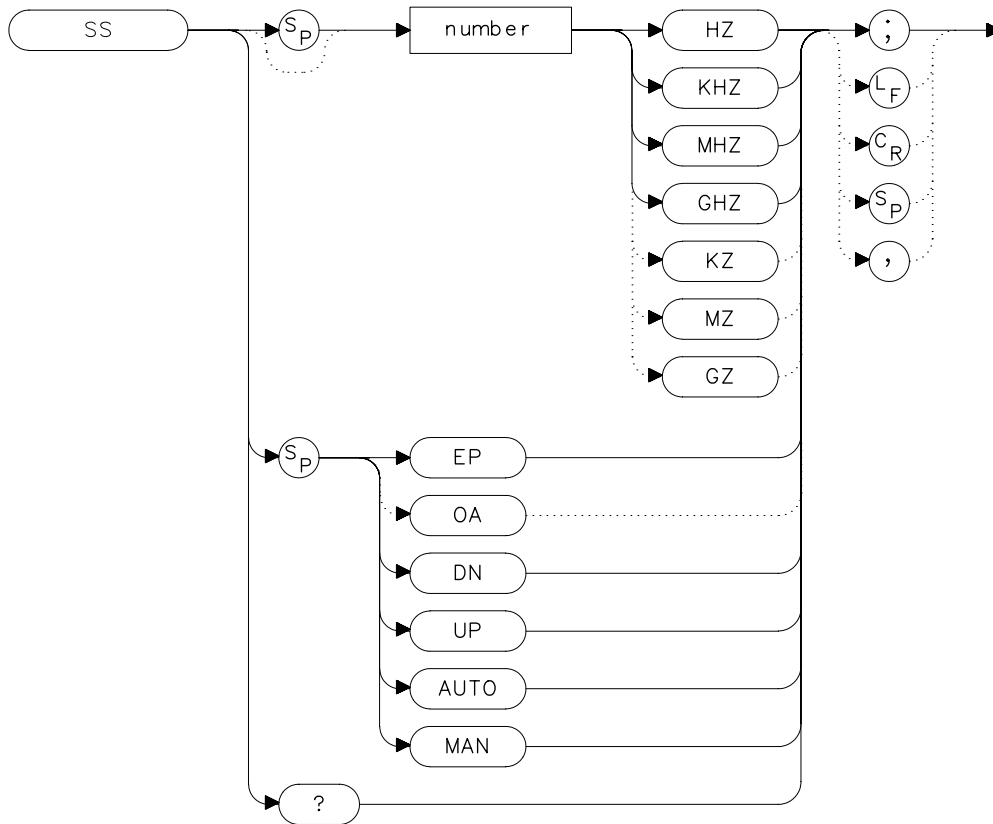 SS SP number HZ ;
KHZ LF
MHZ CR
GHZ SP
KZ ,
MZ
GZ
SP EP
OA
DN
UP
AUTO
MAN
?